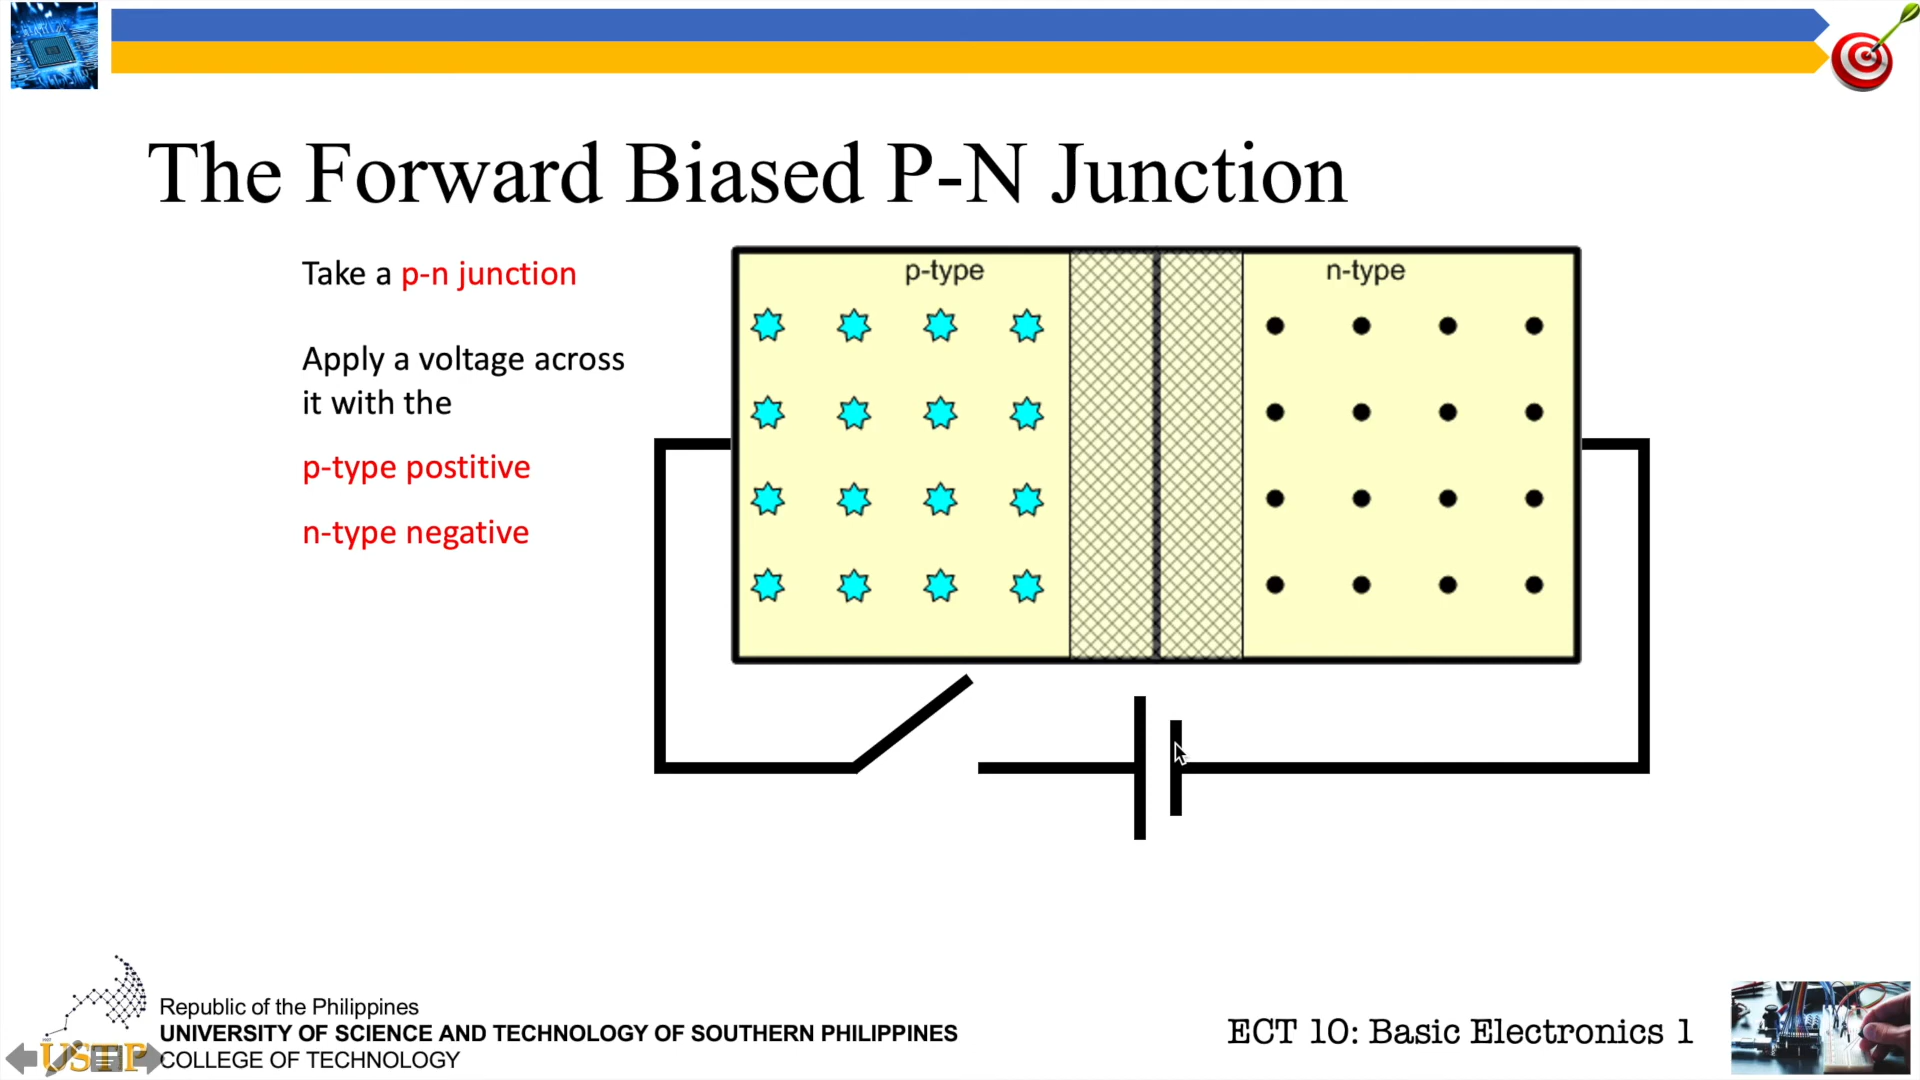 The Forward Biased P-N Junction
Take a p-n junction
Apply a voltage across
it with the
p-type postitive
n-type negative
p-type
n-type
Republic of the Philippines
UNIVERSITY OF SCIENCE AND TECHNOLOGY OF SOUTHERN PHILIPPINES
USTP
COLLEGE OF TECHNOLOGY
ECT 10: Basic Electronics 1